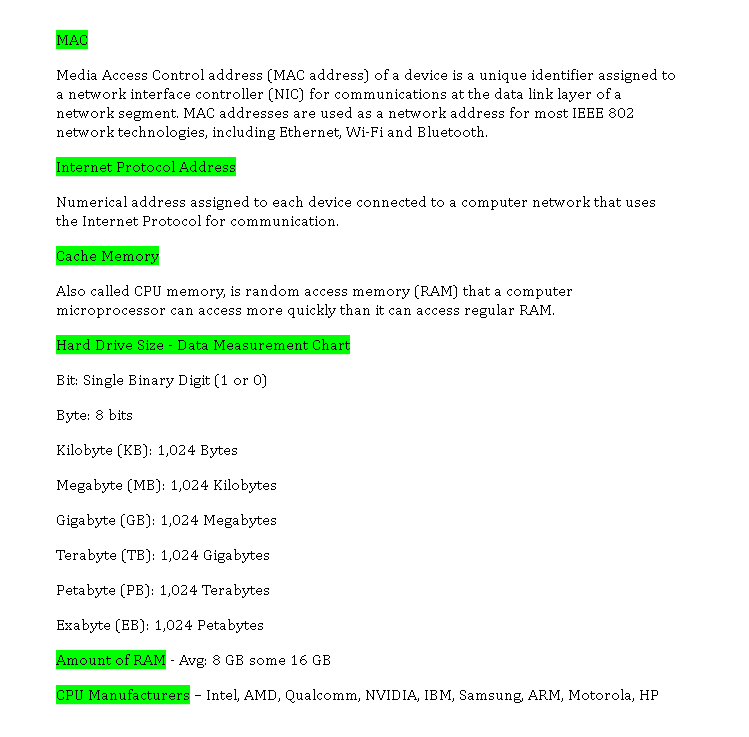 MAC
Media Access Control address (MAC address) of a device is a unique identifier assigned to
a network interface controller (NIC) for communications at the data link layer of a
network segment. MAC addresses are used as a network address for most IEEE 802
network technologies, including Ethernet, Wi-Fi and Bluetooth.
Internet Protocol Address
Numerical address assigned to each device connected to a computer network that uses
the Internet Protocol for communication.
Cache Memory
Also called CPU memory, is random access memory (RAM) that a computer
microprocessor can access more quickly than it can access regular RAM.
Hard Drive Size - Data Measurement Chart
Bit: Single Binary Digit (1 or 0)
Byte: 8 bits
Kilobyte (KB): 1,024 Bytes
Megabyte (MB): 1,024 Kilobytes
Gigabyte (GB): 1,024 Megabytes
Terabyte (TB): 1,024 Gigabytes
Petabyte (PB): 1,024 Terabytes
Exabyte (EB): 1,024 Petabytes
Amount of RAM - Avg: 8 GB some 16 GB
CPU Manufacturers – Intel, AMD, Qualcomm, NVIDIA, IBM, Samsung, ARM, Motorola, HP